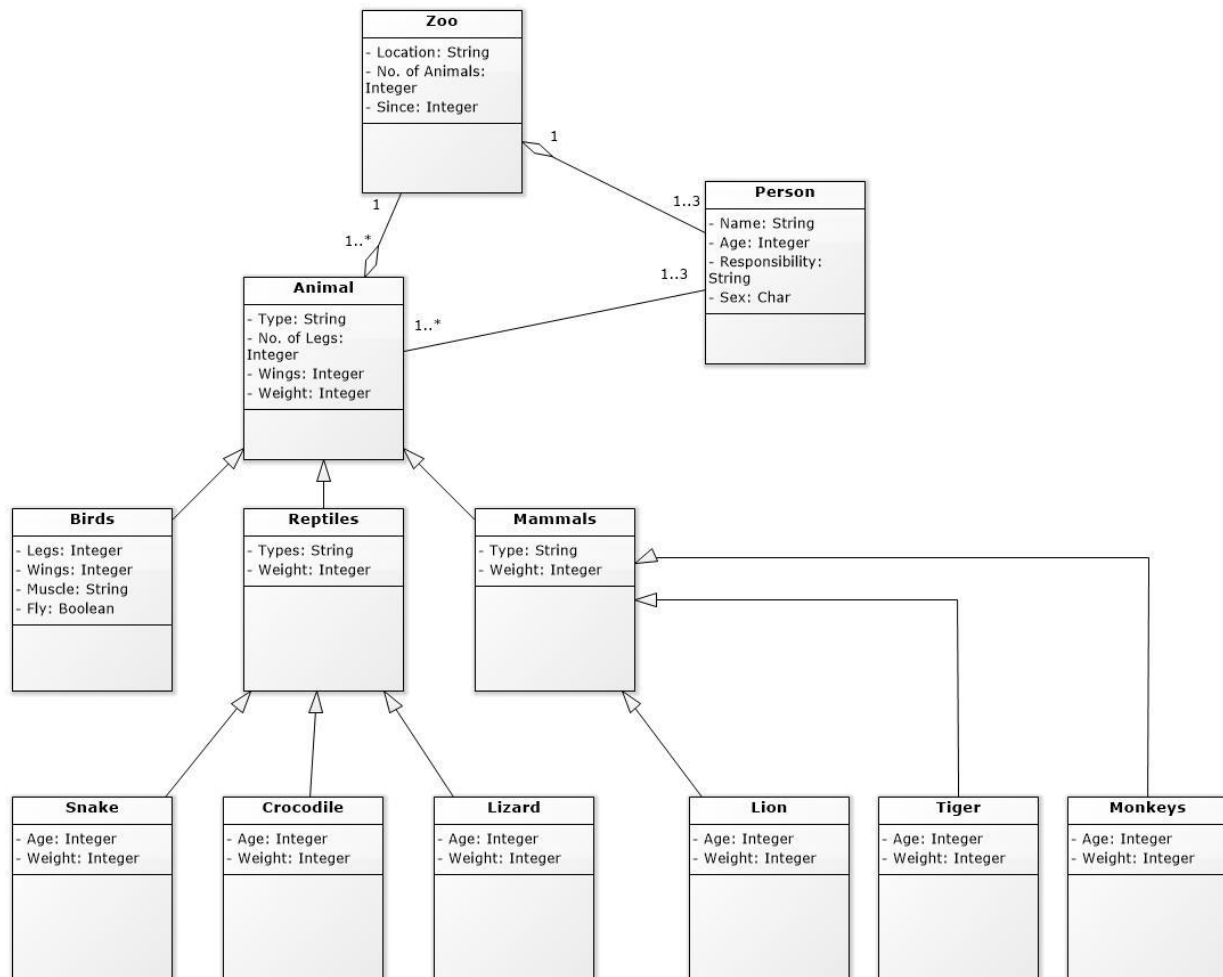 Zoo
- Location: String
- No. of Animals:
Integer
- Since: Integer
1
1..3
Person
- Name: String
- Age: Integer
- Responsibility:
String
- Sex: Char
1
1..*
1..3
1..*
Animal
- Type: String
- No. of Legs:
Integer
- Wings: Integer
- Weight: Integer
Birds
- Legs: Integer
- Wings: Integer
- Muscle: String
- Fly: Boolean
Reptiles
- Types: String
- Weight: Integer
Mammals
- Type: String
- Weight: Integer
Snake
- Age: Integer
- Weight: Integer
Crocodile
- Age: Integer
- Weight: Integer
Lizard
- Age: Integer
- Weight: Integer
Lion
- Age: Integer
- Weight: Integer
Tiger
- Age: Integer
- Weight: Integer
Monkeys
- Age: Integer
- Weight: Integer